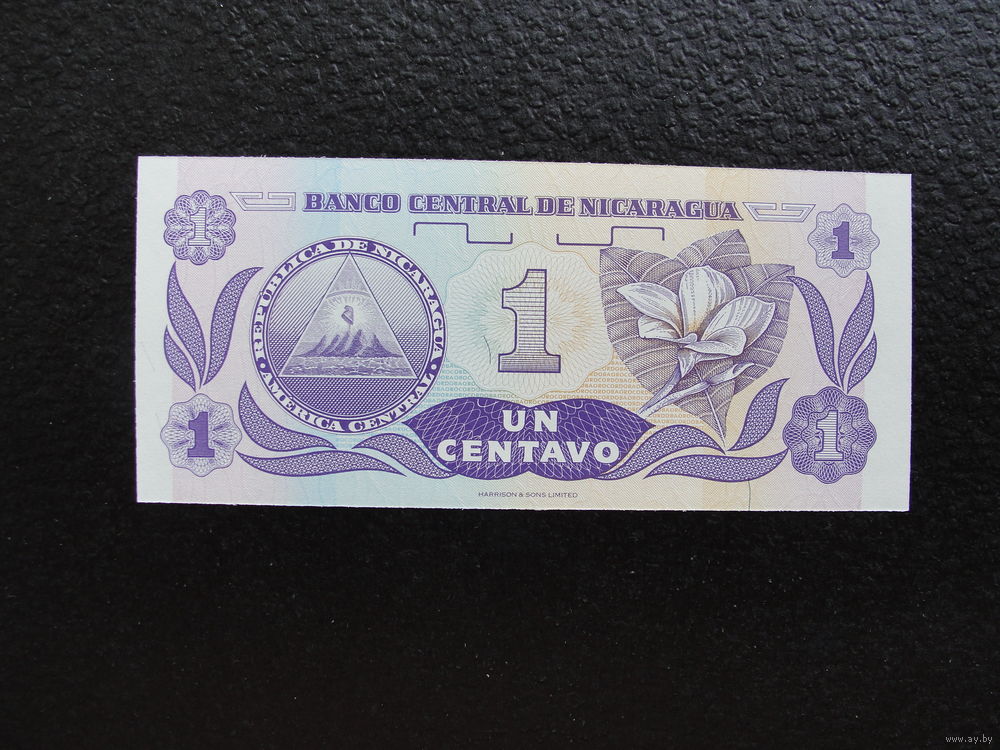 BANCO CENTRAL DE NICARAGUA
1
1
REPUBLICA DE NICARAGUA
AMERICA CENTRAL
1
1
1
UN
CENTAVO
HARRISON & SONS LIMITED
www.ay.by